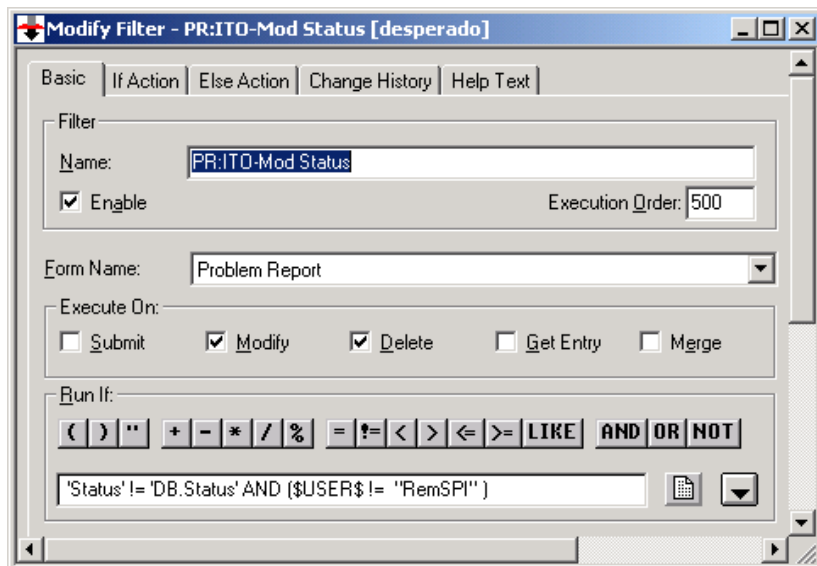 Modify Filter - PR:ITO-Mod Status [desperado]
Basic If Action Else Action Change History Help Text
Filter
Name: PR:ITO-Mod Status
Enable Execution Order: 500
Form Name: Problem Report
Execute On:
Submit Modify Delete Get Entry Merge
Run If:
( ) " + - * / % = != < > <= >= LIKE AND OR NOT
'Status' != 'DB.Status' AND ($USER$ != "RemSPI" )